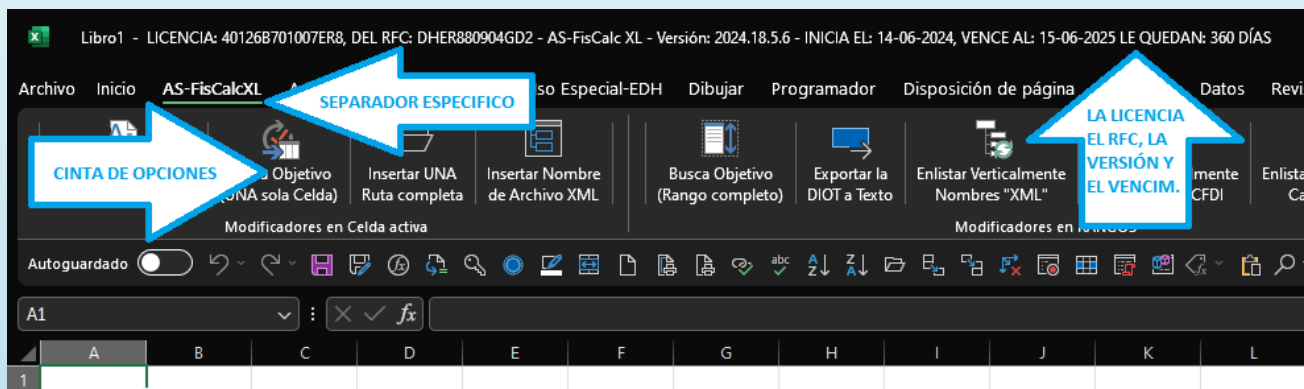 Libro1 - LICENCIA: 40126B701007ER8, DEL RFC: DHER880904GD2 - AS-FisCalc XL - Versión: 2024.18.5.6 - INICIA EL: 14-06-2024, VENCE AL: 15-06-2025 LE QUEDAN: 360 DÍAS
Archivo Inicio AS-FisCalcXL Especial-EDH Dibujar Programador Disposición de página Datos
SEPARADOR ESPECIFICO
LA LICENCIA
EL RFC, LA
VERSIÓN Y
EL VENCIM.
CINTA DE OPCIONES
Objetivo
sola Celda)
Insertar UNA
Ruta completa
Insertar Nombre
de Archivo XML
Busca Objetivo
(Rango completo)
Exportar la
DIOT a Texto
Enlistar Verticalmente
Nombres "XML"
CFDI
Modificadores en Celda activa
Modificadores en
Autoguardado
A1
A B C D E F G H I J K L
1